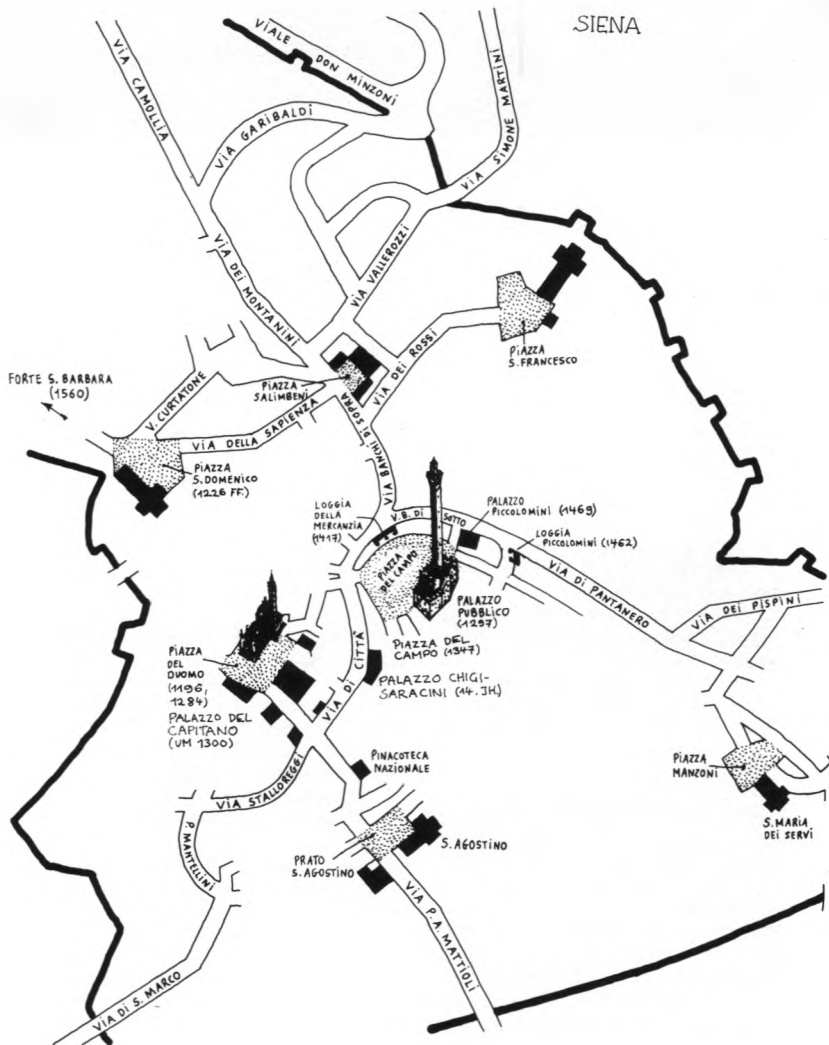 SIENA
VIALE DON MINZONI
VIA CAMOLLIA
VIA GARIBALDI
VIA SIMONE MARTINI
VIA DEI MONTANINI
VIA VALLEROZZI
PIAZZA
S. FRANCESCO
VIA DEI ROSSI
FORTE S. BARBARA
(1560)
V. CURTATONE
PIAZZA
SALIMBENI
VIA DELLA SAPIENZA
VIA BANCHI DI SOPRA
PIAZZA
S. DOMENICO
(1226 FF.)
LOGGIA
DELLA
MERCANZIA
(1417)
V. B. DI SOTTO
PALAZZO
PICCOLOMINI (1469)
LOGGIA
PICCOLOMINI (1462)
PIAZZA
DEL CAMPO
VIA DI PANTANERO
VIA DEI PISPINI
PALAZZO
PUBBLICO
(1297)
PIAZZA DEL
CAMPO (1347)
PIAZZA
DEL
DUOMO
(1196,
1284)
VIA DI CITTÀ
PALAZZO CHIGI-
SARACINI (14. JH.)
PALAZZO DEL
CAPITANO
(UM 1300)
PINACOTECA
NAZIONALE
PIAZZA
MANZONI
VIA STALLOREGGI
P. MANTELLINI
S. MARIA
DEI SERVI
PRATO
S. AGOSTINO
S. AGOSTINO
VIA P. A. MATTIOLI
VIA DI S. MARCO